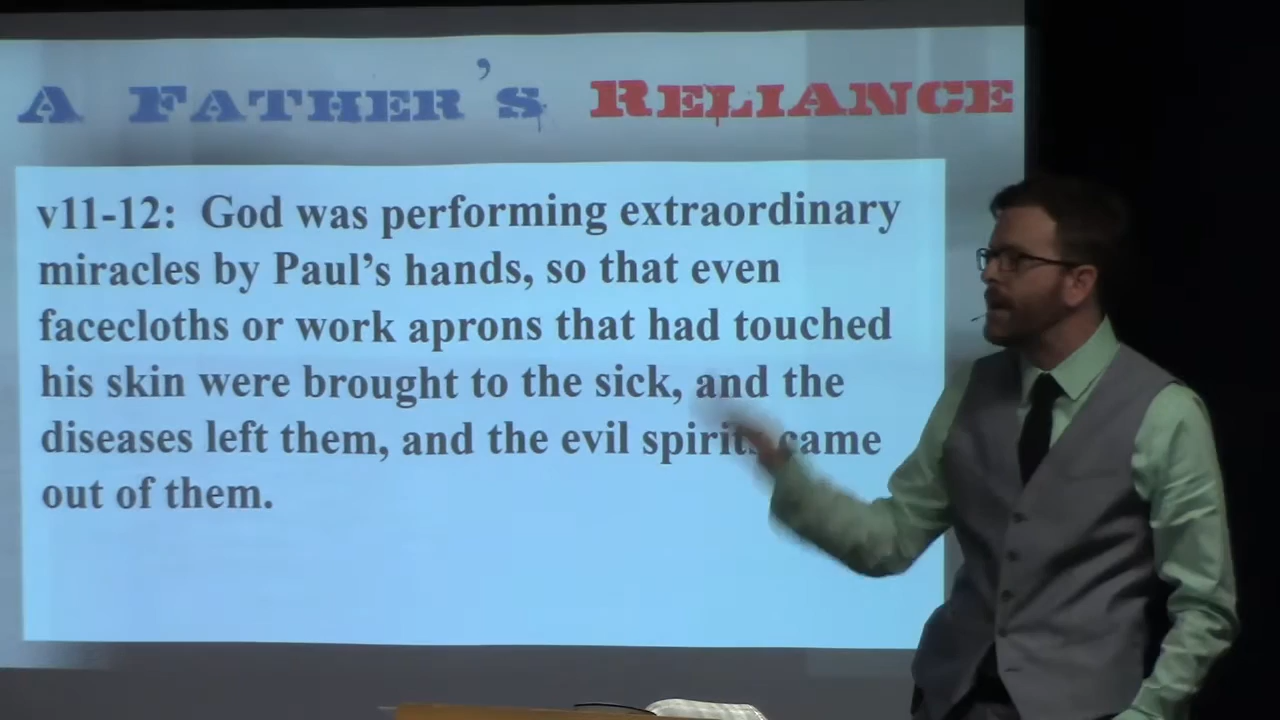 A FATHER'S RELIANCE
v11-12: God was performing extraordinary
miracles by Paul's hands, so that even
facecloths or work aprons that had touched
his skin were brought to the sick, and the
diseases left them, and the evil spirits came
out of them.